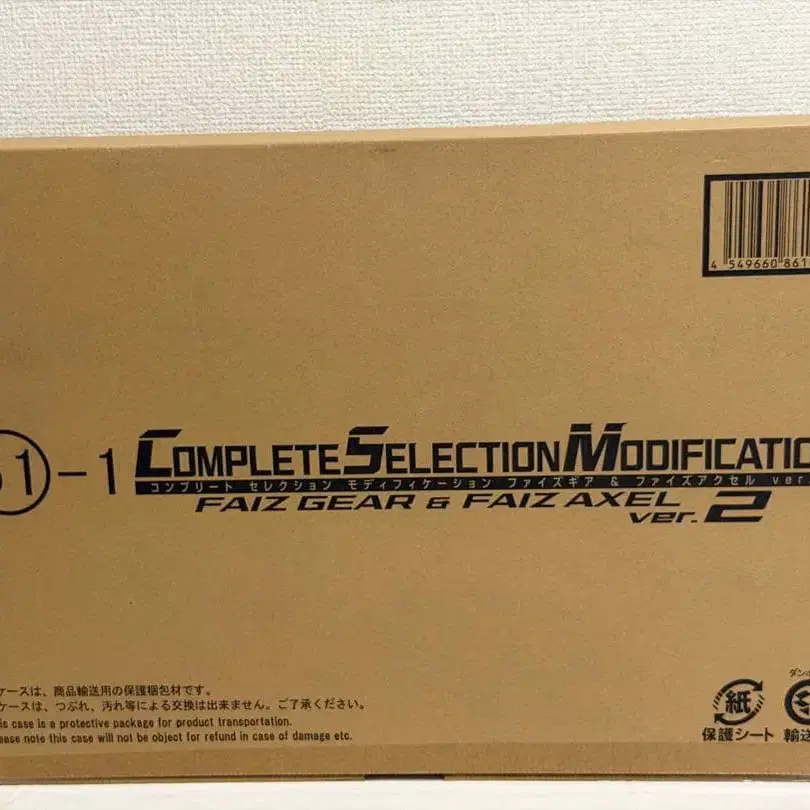 4 549660 861
1-1
COMPLETE SELECTION MODIFICATIO
コンプリート セレクション モディフィケーション ファイズギア & ファイズアクセル ver.
FAIZ GEAR & FAIZ AXEL
ver. 2
ケースは、商品輸送用の保護梱包材です。
ケースは、つぶれ、汚れ等による交換は出来ません。ご了承ください。
is case is a protective package for product transportation.
ease note this case will not be object for refund in case of damage etc.
紙
保護シート
ダンボ
輸送